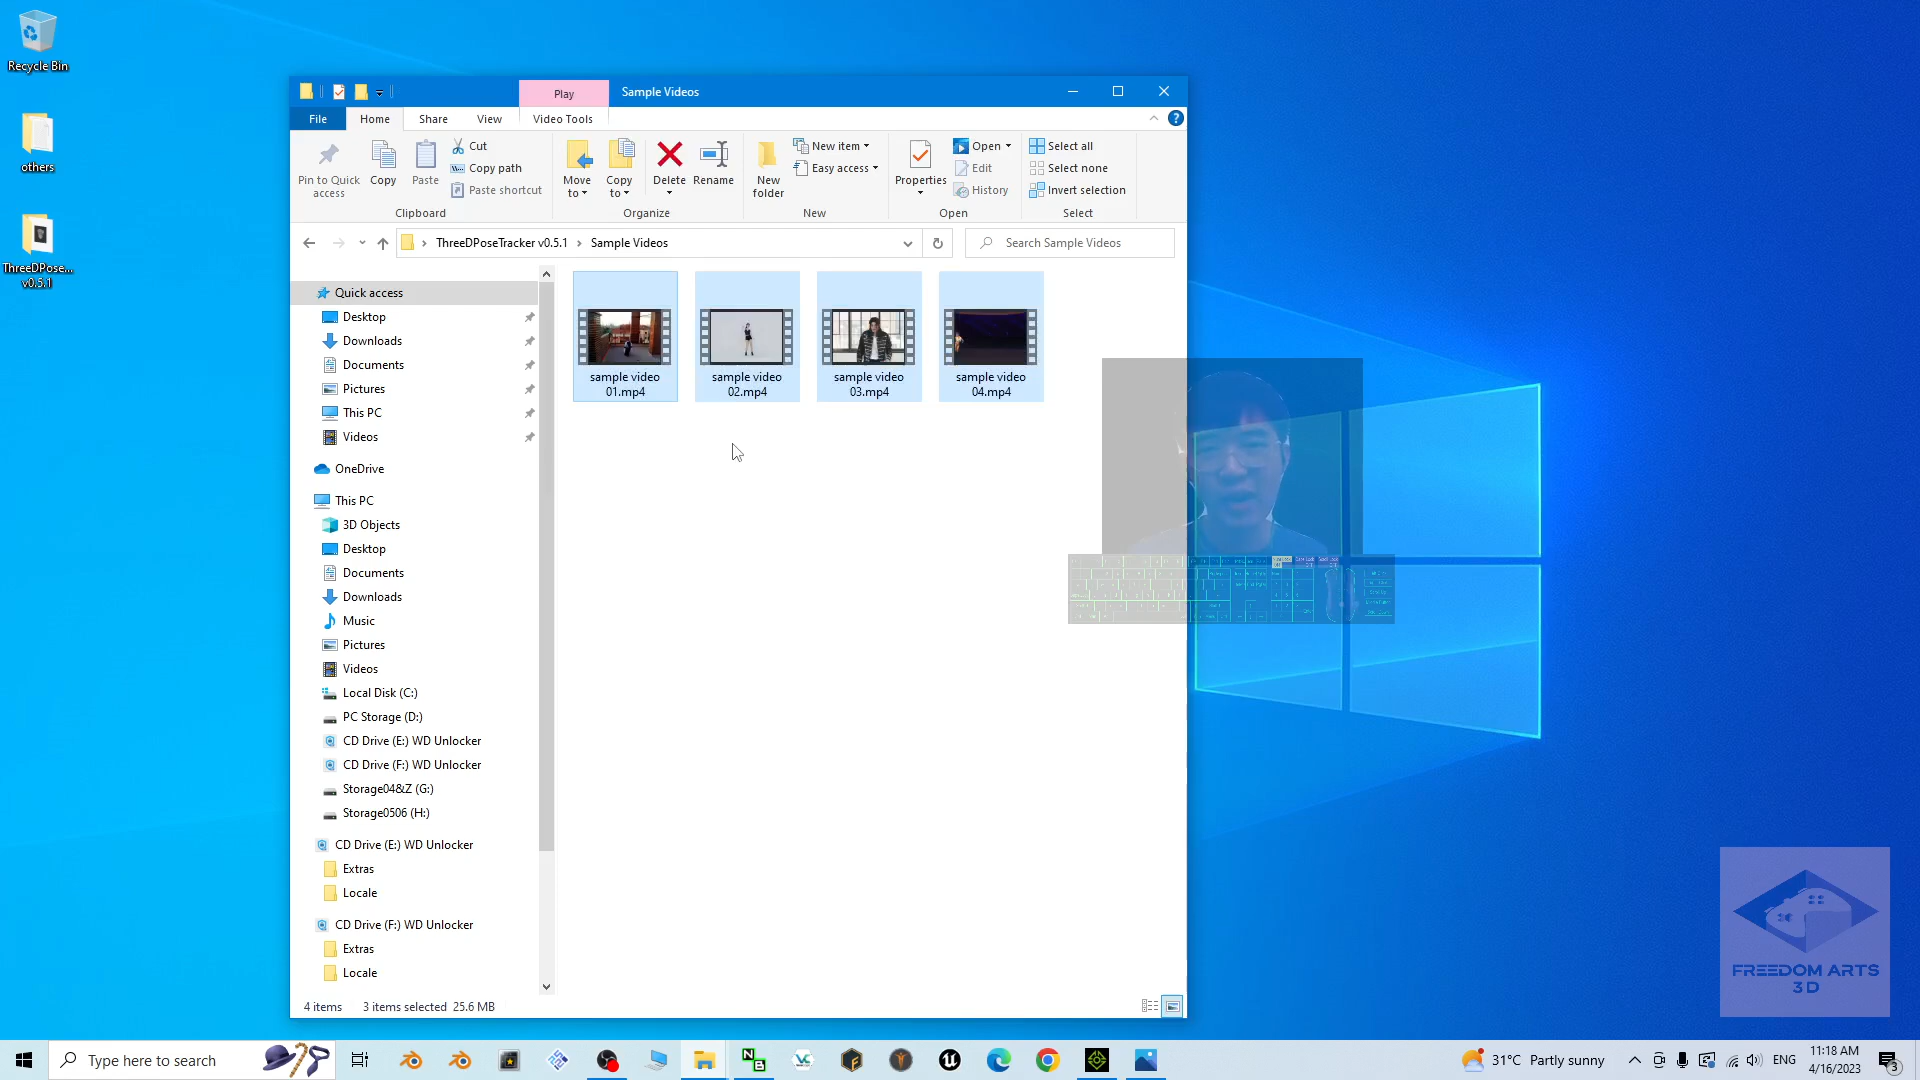 Recycle Bin
others
ThreeDPose...
v0.5.1
Play
Sample Videos
File
Home
Share
View
Video Tools
Pin to Quick
access
Copy
Paste
Cut
Copy path
Paste shortcut
Clipboard
Move
to
Copy
to
Delete
Rename
Organize
New
folder
New item
Easy access
New
Properties
Open
Edit
History
Open
Select all
Select none
Invert selection
Select
ThreeDPoseTracker v0.5.1
Sample Videos
Search Sample Videos
Quick access
Desktop
Downloads
Documents
Pictures
This PC
Videos
OneDrive
This PC
3D Objects
Desktop
Documents
Downloads
Music
Pictures
Videos
Local Disk (C:)
PC Storage (D:)
CD Drive (E:) WD Unlocker
CD Drive (F:) WD Unlocker
Storage04&Z (G:)
Storage0506 (H:)
CD Drive (E:) WD Unlocker
Extras
Locale
CD Drive (F:) WD Unlocker
Extras
Locale
sample video
01.mp4
sample video
02.mp4
sample video
03.mp4
sample video
04.mp4
4 items
3 items selected 25.6 MB
FREEDOM ARTS
3D
Type here to search
31°C Partly sunny
ENG
11:18 AM
4/16/2023
3